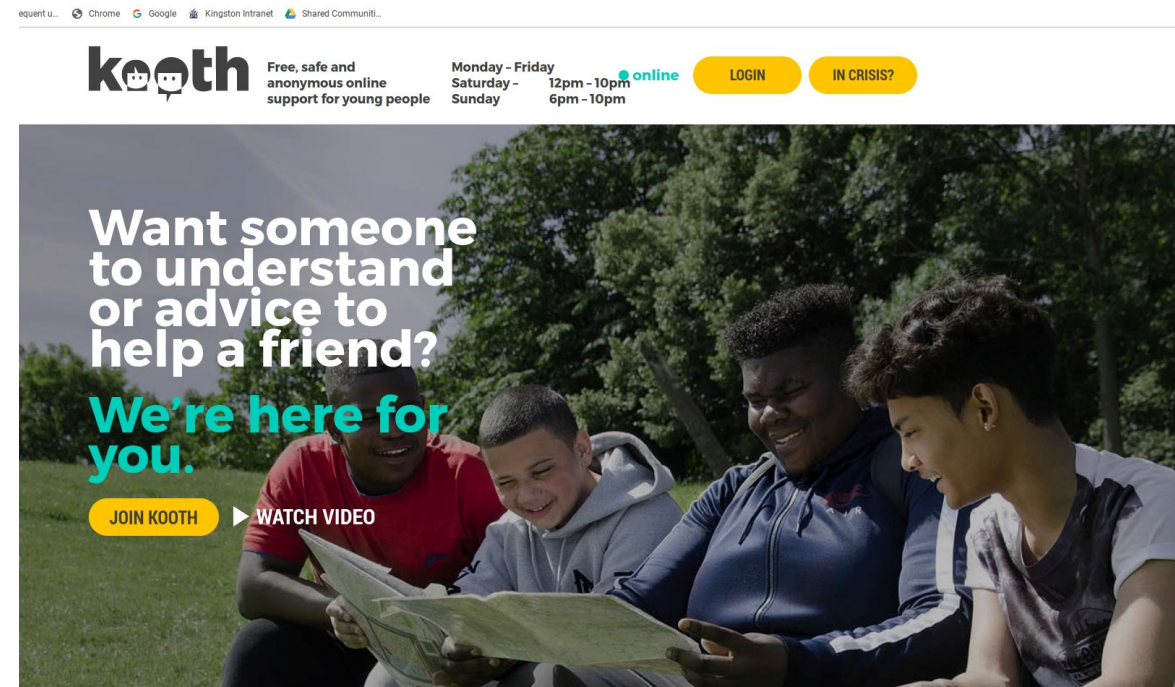 equent u... Chrome Google Kingston Intranet Shared Communiti...
kooth
Free, safe and
anonymous online
support for young people
Monday – Friday
Saturday – 12pm – 10pm
Sunday 6pm – 10pm
online
LOGIN
IN CRISIS?
Want someone
to understand
or advice to
help a friend?
We're here for
you.
JOIN KOOTH
WATCH VIDEO